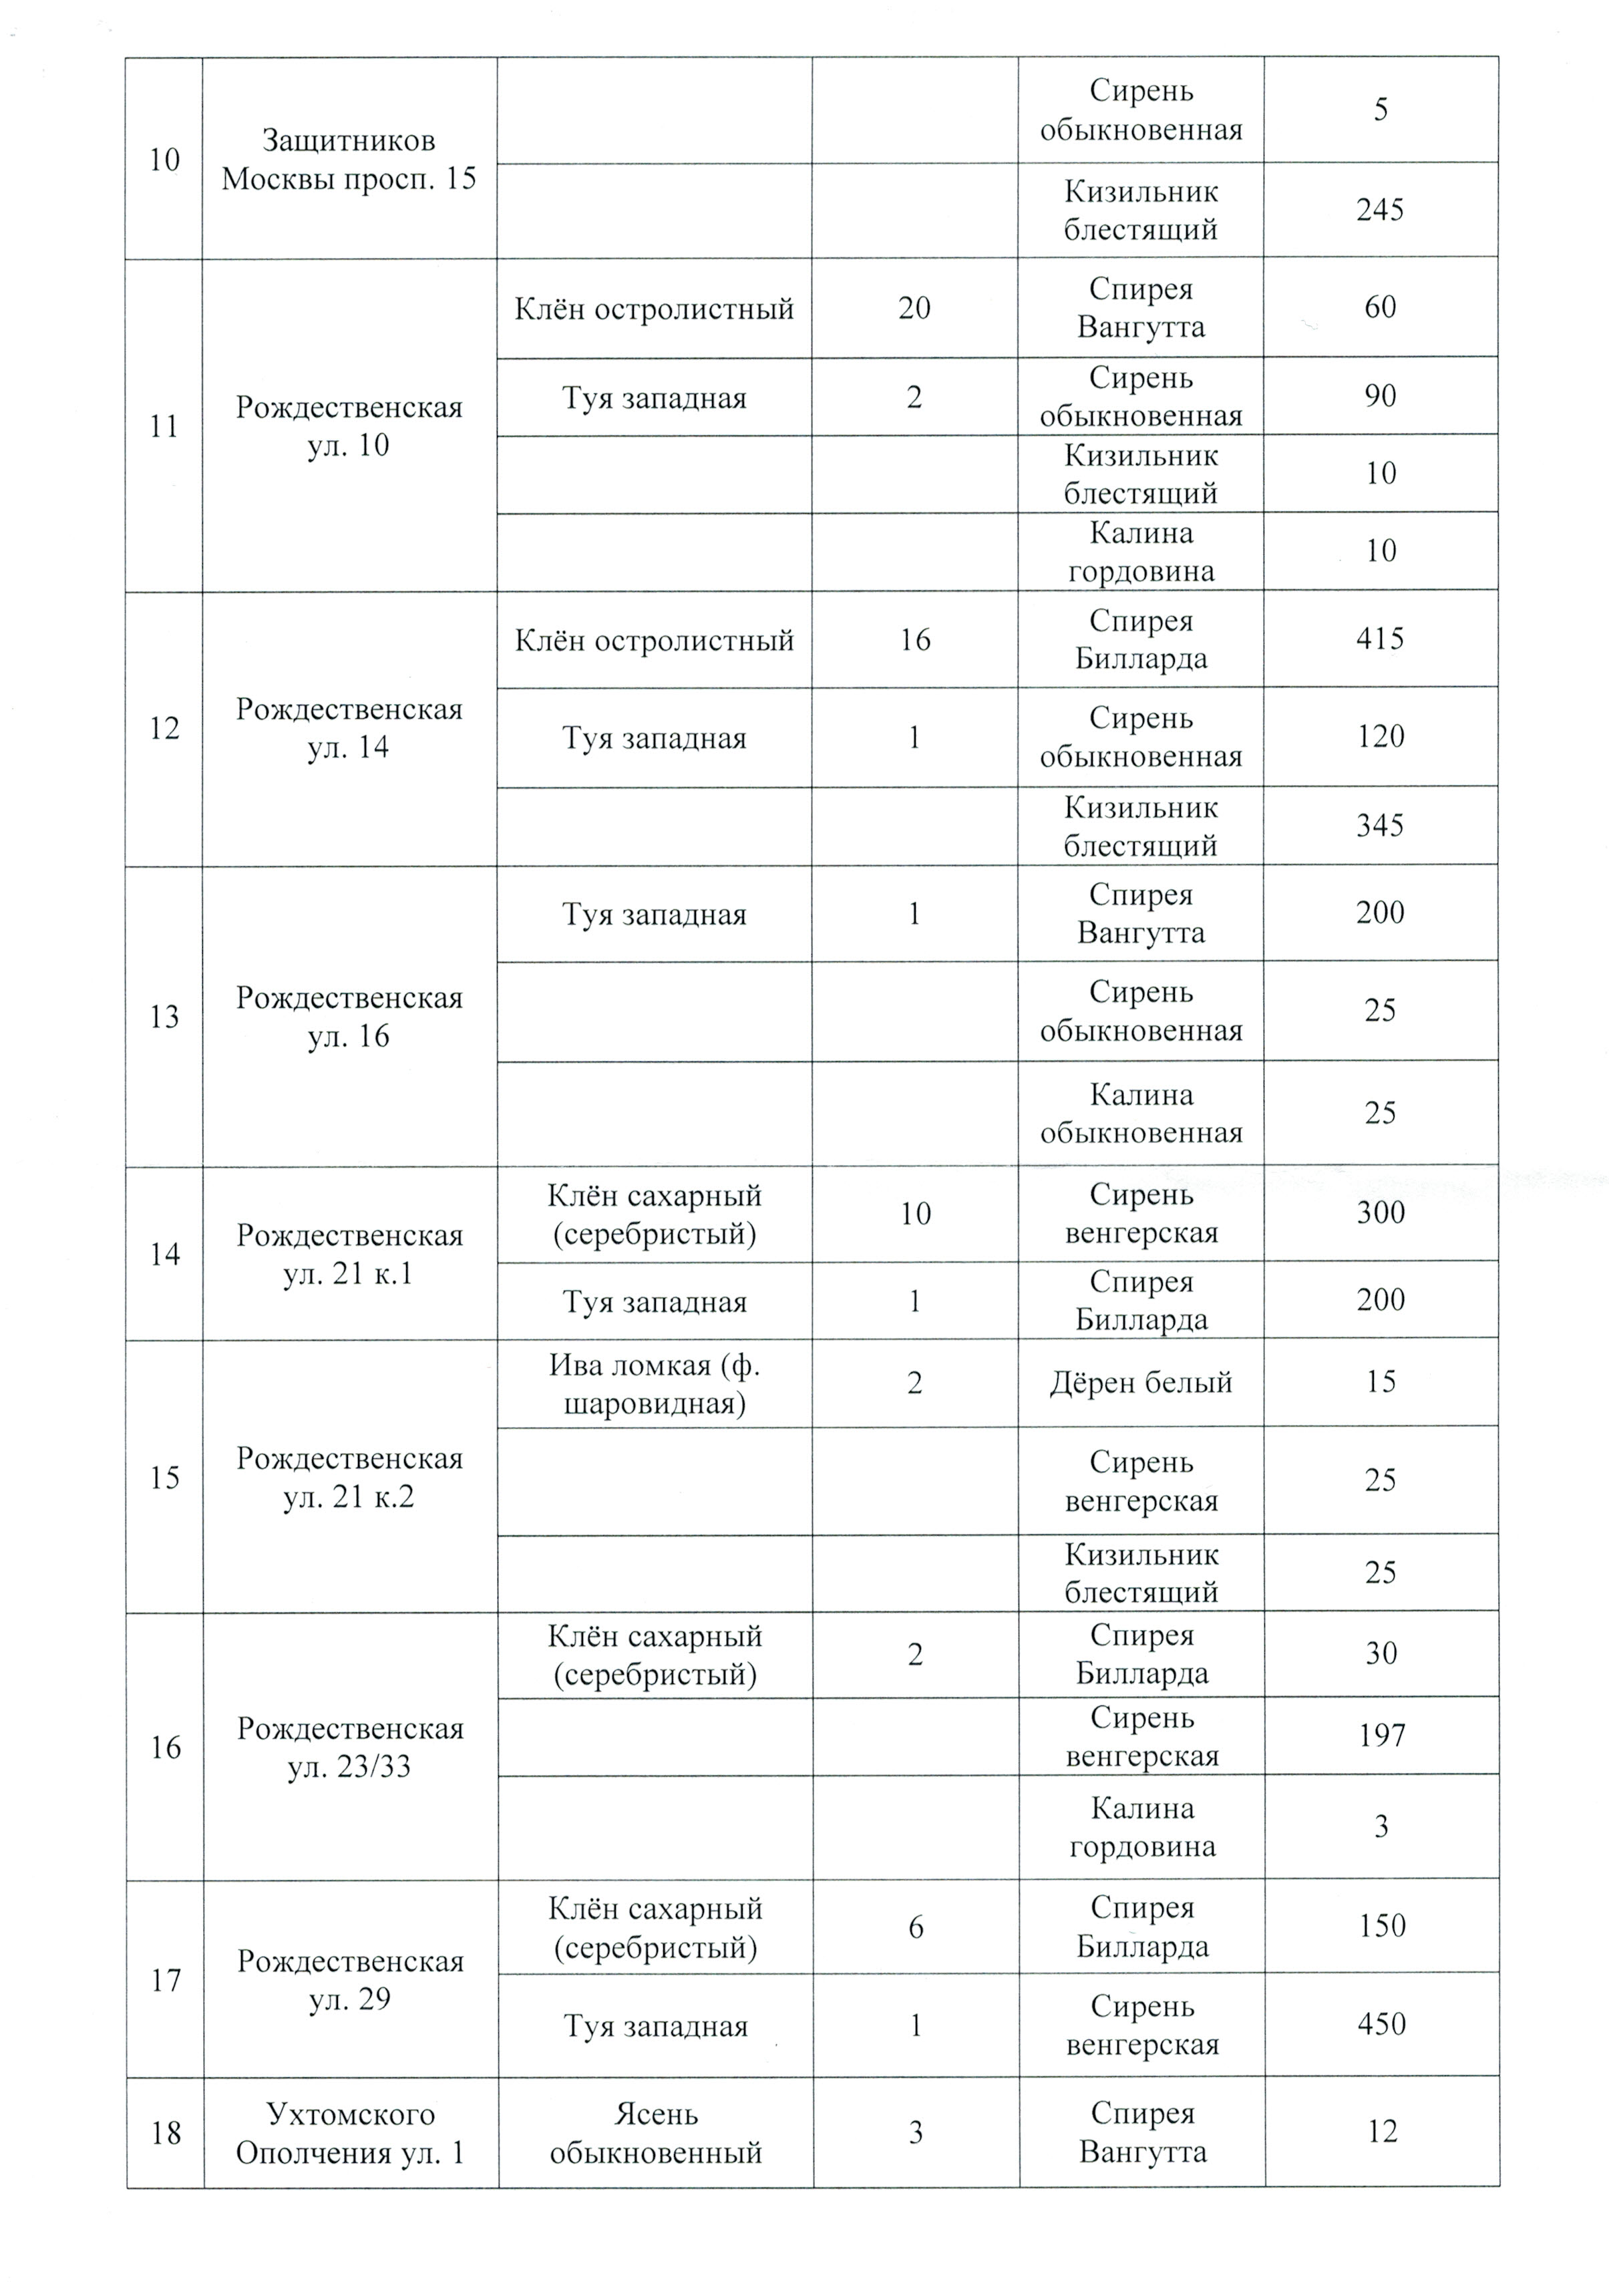 10
Защитников
Москвы просп. 15
Сирень
обыкновенная
5
Кизильник
блестящий
245
11
Рождественская
ул. 10
Клён остролистный
20
Спирея
Вангутта
60
Туя западная
2
Сирень
обыкновенная
90
Кизильник
блестящий
10
Калина
гордовина
10
12
Рождественская
ул. 14
Клён остролистный
16
Спирея
Билларда
415
Туя западная
1
Сирень
обыкновенная
120
Кизильник
блестящий
345
13
Рождественская
ул. 16
Туя западная
1
Спирея
Вангутта
200
Сирень
обыкновенная
25
Калина
обыкновенная
25
14
Рождественская
ул. 21 к.1
Клён сахарный
(серебристый)
10
Сирень
венгерская
300
Туя западная
1
Спирея
Билларда
200
15
Рождественская
ул. 21 к.2
Ива ломкая (ф.
шаровидная)
2
Дёрен белый
15
Сирень
венгерская
25
Кизильник
блестящий
25
16
Рождественская
ул. 23/33
Клён сахарный
(серебристый)
2
Спирея
Билларда
30
Сирень
венгерская
197
Калина
гордовина
3
17
Рождественская
ул. 29
Клён сахарный
(серебристый)
6
Спирея
Билларда
150
Туя западная
1
Сирень
венгерская
450
18
Ухтомского
Ополчения ул. 1
Ясень
обыкновенный
3
Спирея
Вангутта
12